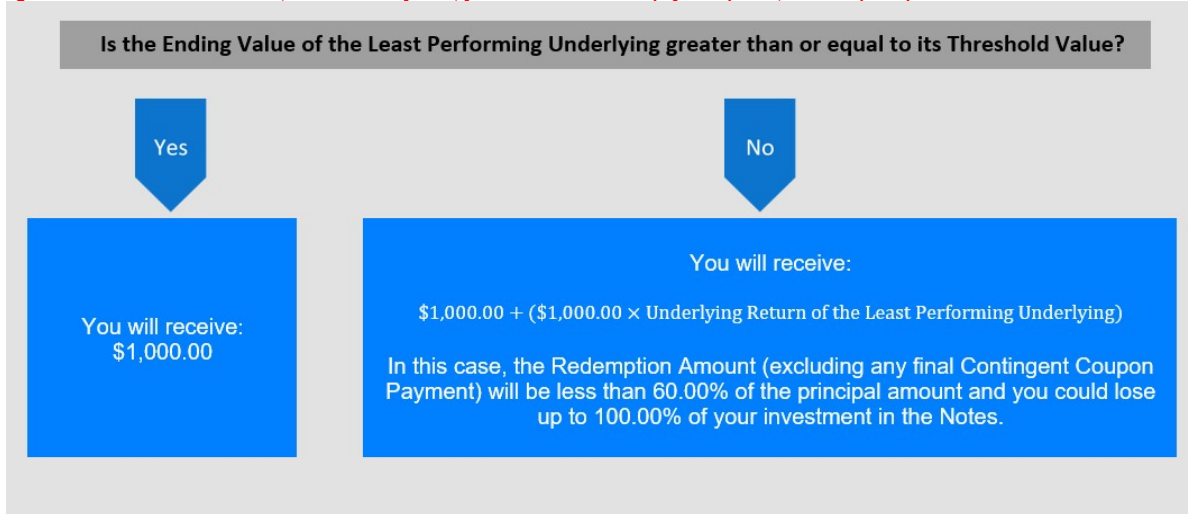 Is the Ending Value of the Least Performing Underlying greater than or equal to its Threshold Value?
Yes
No
You will receive:
$1,000.00
You will receive:
$1,000.00 + ($1,000.00 × Underlying Return of the Least Performing Underlying)
In this case, the Redemption Amount (excluding any final Contingent Coupon
Payment) will be less than 60.00% of the principal amount and you could lose
up to 100.00% of your investment in the Notes.